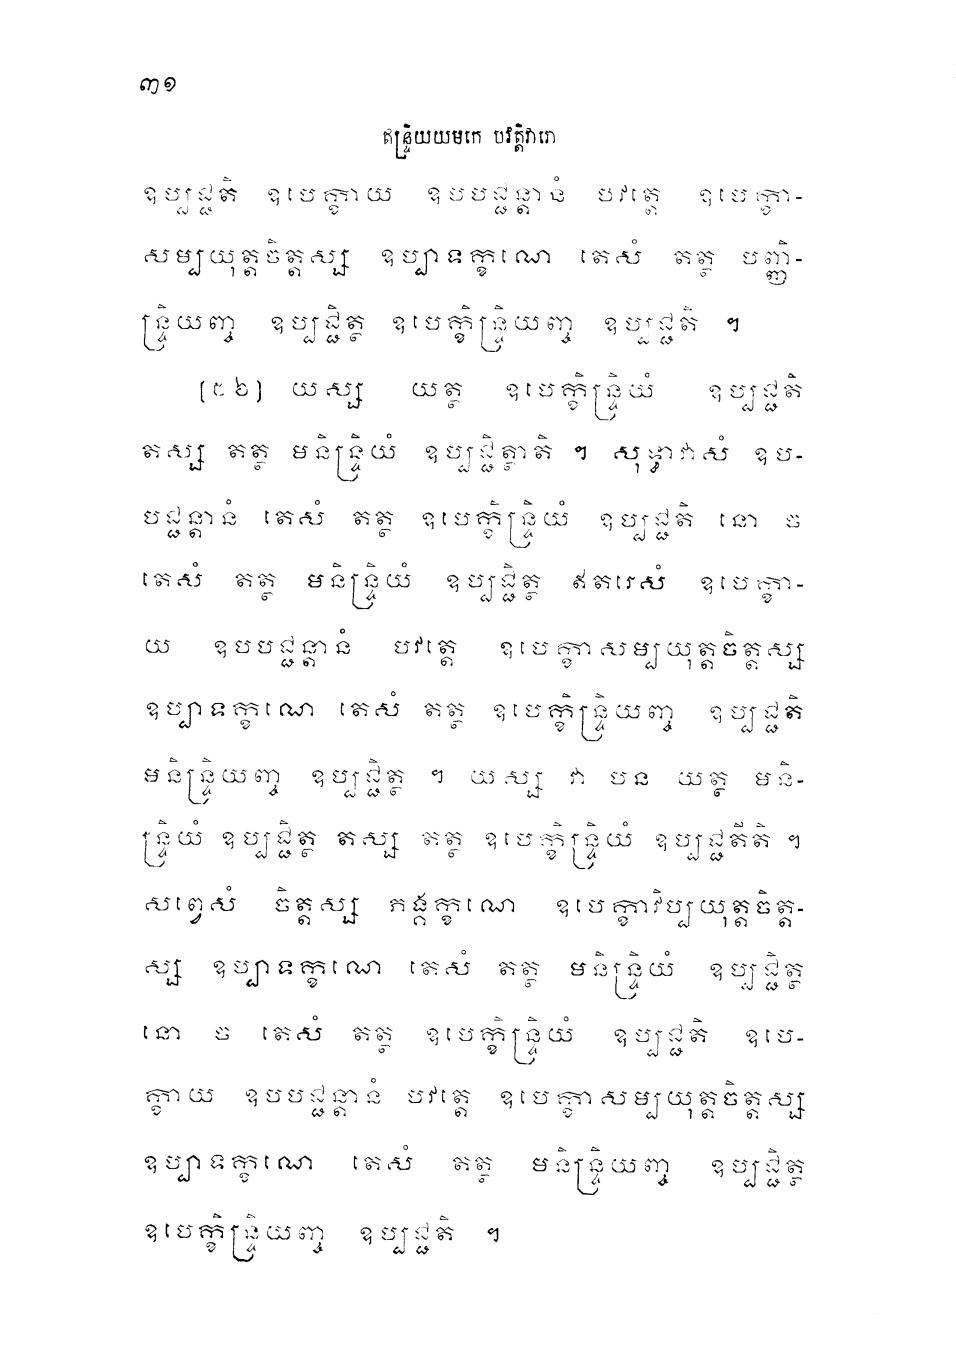 ៣១
ឥន្ទ្រិយយមកេ បវត្តិវារោ
ឧប្បជ្ជតិ ឧបេក្ខាយ ឧបបជ្ជន្តានំ បវត្តេ ឧបេក្ខា-
សម្បយុត្តចិត្តស្ស ឧប្បាទក្ខណេ តេសំ តត្ថ បញ្ញិ-
ន្ទ្រិយញ្ច ឧប្បជ្ជិត្ថ ឧបេក្ខិន្ទ្រិយញ្ច ឧប្បជ្ជតិ ។
[៥៦] យស្ស យត្ថ ឧបេក្ខិន្ទ្រិយំ ឧប្បជ្ជតិ
តស្ស តត្ថ មនិន្ទ្រិយំ ឧប្បជ្ជិត្ថាតិ ។ សុទ្ធាវាសំ ឧប-
បជ្ជន្តានំ តេសំ តត្ថ ឧបេក្ខិន្ទ្រិយំ ឧប្បជ្ជតិ នោ ច
តេសំ តត្ថ មនិន្ទ្រិយំ ឧប្បជ្ជិត្ថ ឥតរេសំ ឧបេក្ខា-
យ ឧបបជ្ជន្តានំ បវត្តេ ឧបេក្ខាសម្បយុត្តចិត្តស្ស
ឧប្បាទក្ខណេ តេសំ តត្ថ ឧបេក្ខិន្ទ្រិយញ្ច ឧប្បជ្ជតិ
មនិន្ទ្រិយញ្ច ឧប្បជ្ជិត្ថ ។ យស្ស វា បន យត្ថ មនិ-
ន្ទ្រិយំ ឧប្បជ្ជិត្ថ តស្ស តត្ថ ឧបេក្ខិន្ទ្រិយំ ឧប្បជ្ជតីតិ ។
សព្វេសំ ចិត្តស្ស ភង្គក្ខណេ ឧបេក្ខាវិប្បយុត្តចិត្ត-
ស្ស ឧប្បាទក្ខណេ តេសំ តត្ថ មនិន្ទ្រិយំ ឧប្បជ្ជិត្ថ
នោ ច តេសំ តត្ថ ឧបេក្ខិន្ទ្រិយំ ឧប្បជ្ជតិ ឧបេ-
ក្ខាយ ឧបបជ្ជន្តានំ បវត្តេ ឧបេក្ខាសម្បយុត្តចិត្តស្ស
ឧប្បាទក្ខណេ តេសំ តត្ថ មនិន្ទ្រិយញ្ច ឧប្បជ្ជិត្ថ
ឧបេក្ខិន្ទ្រិយញ្ច ឧប្បជ្ជតិ ។